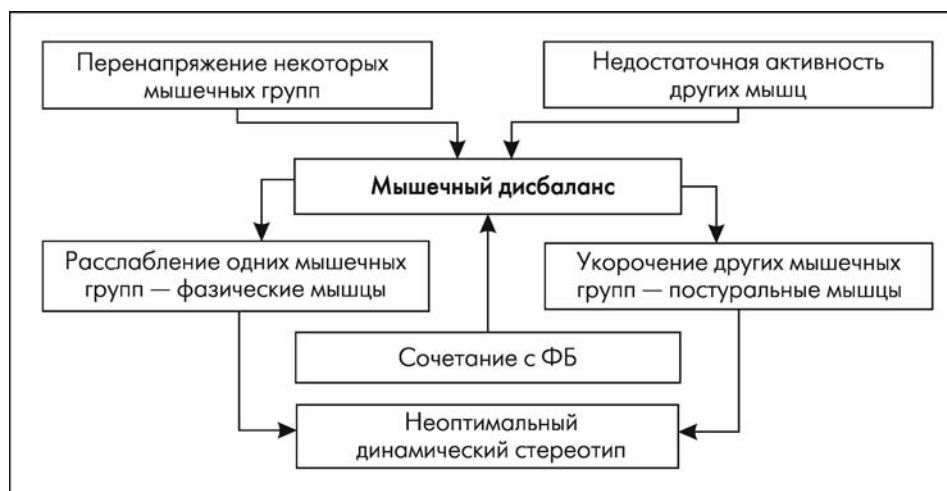 Перенапряжение некоторых
мышечных групп
Недостаточная активность
других мышц
Мышечный дисбаланс
Расслабление одних мышечных
групп — фазические мышцы
Укорочение других мышечных
групп — постуральные мышцы
Сочетание с ФБ
Неоптимальный
динамический стереотип